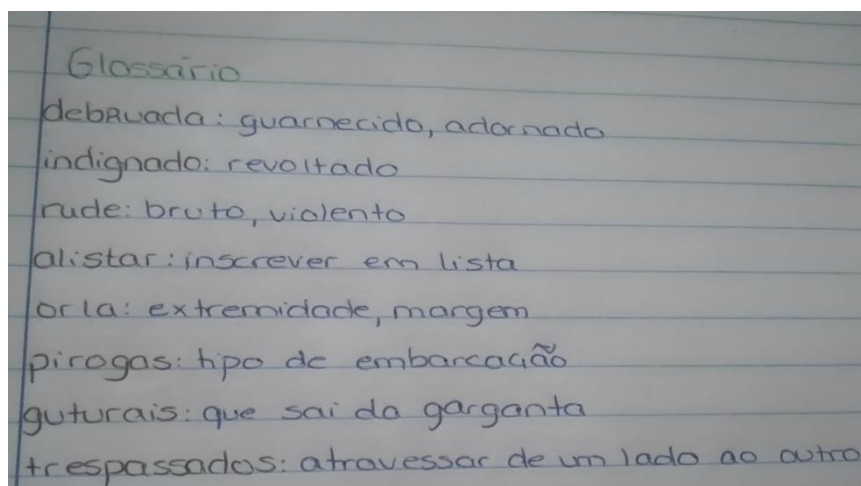 Glossário
debruada: guarnecido, adornado
indignado: revoltado
rude: bruto, violento
alistar: inscrever em lista
orla: extremidade, margem
pirogas: tipo de embarcação
guturais: que sai da garganta
trespassados: atravessar de um lado ao outro